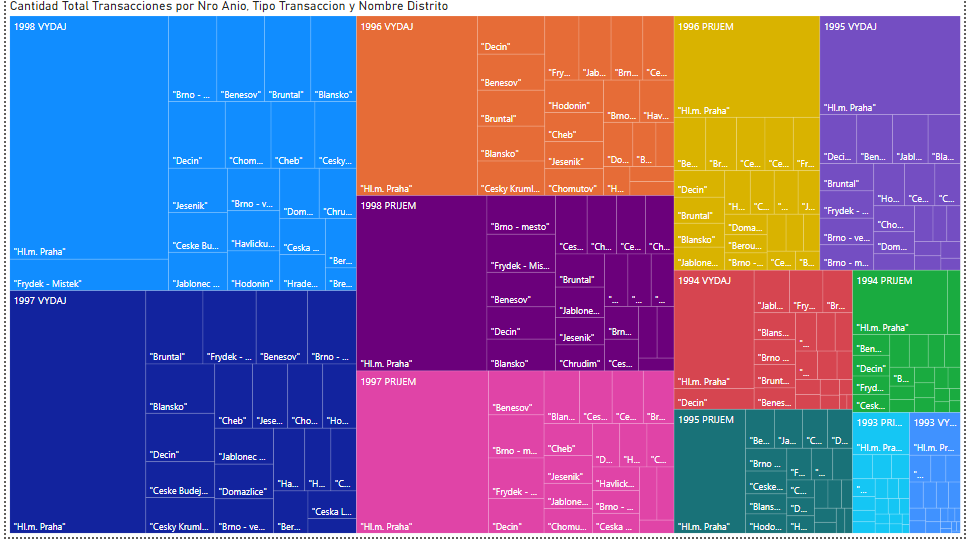 Cantidad Total Transacciones por Nro Anio, Tipo Transaccion y Nombre Distrito
1998 VYDAJ
"Brno - ...
"Benesov"
"Bruntal"
"Blansko"
"Decin"
"Chom...
"Cheb"
"Cesky...
"Jesenik"
"Brno - v...
"Dom...
"Chru...
"Hl.m. Praha"
"Ceske Bu...
"Havlicku...
"Ceska ...
"Ber...
"Frydek - Mistek"
"Jablonec ...
"Hodonin"
"Hrade...
"Bre...
1997 VYDAJ
"Bruntal"
"Frydek - ...
"Benesov"
"Brno - ...
"Blansko"
"Cheb"
"Jese...
"Cho...
"Ho...
"Decin"
"Jablonec ...
"Ceske Budej...
"Domazlice"
"Ha...
"H...
"C...
"Ceska L...
"Hl.m. Praha"
"Cesky Kruml...
"Brno - ve...
"Ber...
1996 VYDAJ
"Decin"
"Fry...
"Jab...
"Brn...
"Ce...
"Benesov"
"Hodonin"
"Brno...
"Hav...
"Bruntal"
"Cheb"
"Blansko"
"Jesenik"
"Do...
"B...
"Hl.m. Praha"
"Cesky Kruml...
"Chomutov"
"H...
1998 PRIJEM
"Brno - mesto"
"Ces...
"Ch...
"Ce...
"Ch...
"Frydek - Mis...
"Bruntal"
"Benesov"
"...
"...
"...
"Jablone...
"Decin"
"Jesenik"
"Brn...
"Hl.m. Praha"
"Blansko"
"Chrudim"
"Ces...
1997 PRIJEM
"Benesov"
"Blan...
"Ces...
"Ce...
"Br...
"Brno - m...
"Cheb"
"D...
"H...
"C...
"Jesenik"
"Frydek - ...
"Havlick...
"Jablone...
"Brno - ...
"Hl.m. Praha"
"Decin"
"Chomu...
"Ceska ...
1996 PRIJEM
"Hl.m. Praha"
"Be...
"Br...
"Ce...
"Ce...
"Fr...
"Decin"
"H...
"C...
"...
"J...
"Bruntal"
"Doma...
"Blansko"
"Berou...
"Jablone...
"Brno -...
"Ce...
"B...
1995 VYDAJ
"Hl.m. Praha"
"Deci...
"Ben...
"Jabl...
"Bla...
"Bruntal"
"Ho...
"Ce...
"C...
"Frydek - ...
"Cho...
"Brno - ve...
"Dom...
"Brno - m...
1994 VYDAJ
"Jabl...
"Fry...
"Br...
"Blans...
"...
"Brno ...
"...
"Hl.m. Praha"
"Brunt...
"Decin"
"Benes...
1994 PRIJEM
"Hl.m. Praha"
"Ben...
"Decin"
"B...
"Fryd...
"Cesk...
1995 PRIJEM
"Be...
"Ja...
"C...
"D...
"Brno ...
"F...
"...
"Ceske...
"C...
"Blans...
"D...
"Hl.m. Praha"
"Hodo...
"H...
1993 PRI...
"Hl.m. Pra...
"...
1993 VY...
"Hl.m. Pr...
"...